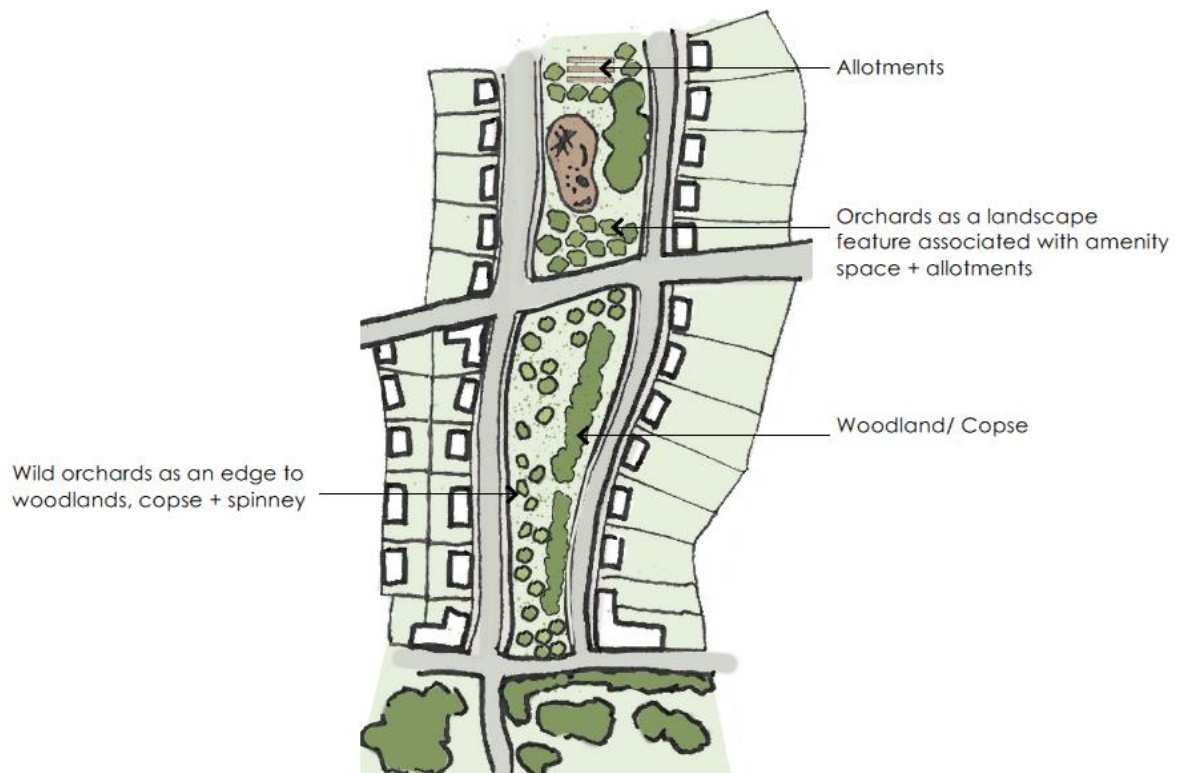 Allotments
Orchards as a landscape
feature associated with amenity
space + allotments
Woodland/ Copse
Wild orchards as an edge to
woodlands, copse + spinney